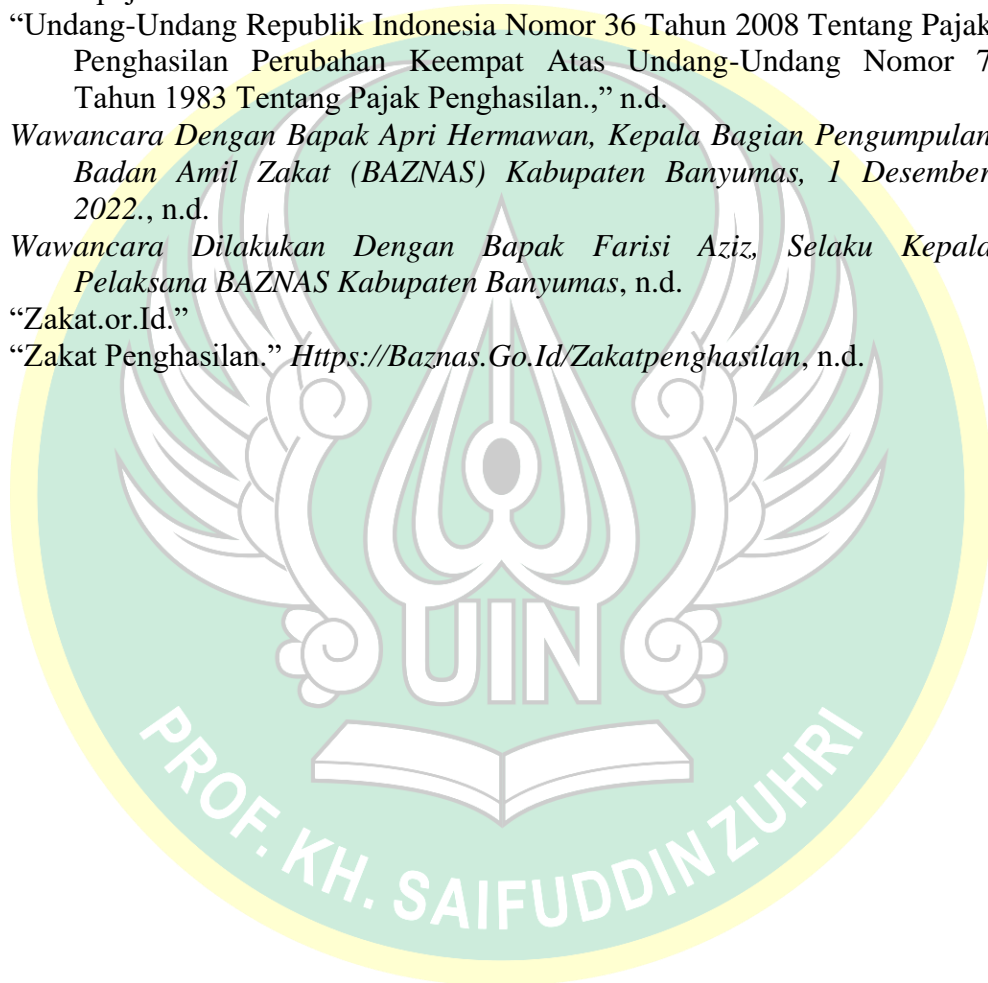 “Undang-Undang Republik Indonesia Nomor 36 Tahun 2008 Tentang Pajak
Penghasilan Perubahan Keempat Atas Undang-Undang Nomor 7
Tahun 1983 Tentang Pajak Penghasilan.,” n.d.
Wawancara Dengan Bapak Apri Hermawan, Kepala Bagian Pengumpulan
Badan Amil Zakat (BAZNAS) Kabupaten Banyumas, 1 Desember
2022., n.d.
Wawancara Dilakukan Dengan Bapak Farisi Aziz, Selaku Kepala
Pelaksana BAZNAS Kabupaten Banyumas, n.d.
“Zakat.or.Id.”
“Zakat Penghasilan.” Https://Baznas.Go.Id/Zakatpenghasilan, n.d.
UIN
PROF. KH. SAIFUDDIN ZUHRI